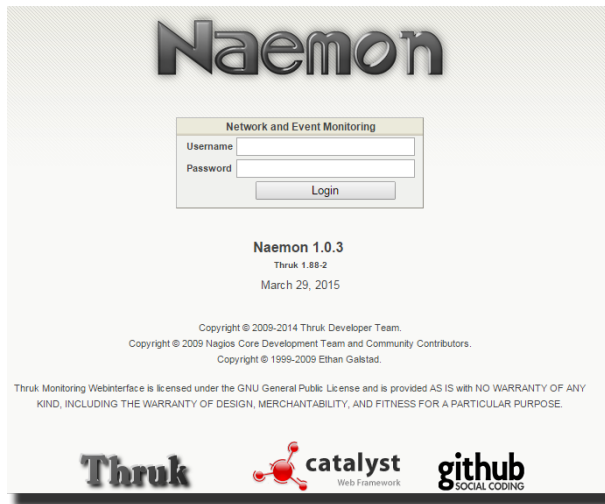 Naemon
Network and Event Monitoring
Username
Password
Login
Naemon 1.0.3
Thruk 1.88-2
March 29, 2015
Copyright © 2009-2014 Thruk Developer Team.
Copyright © 2009 Nagios Core Development Team and Community Contributors.
Copyright © 1999-2009 Ethan Galstad.
Thruk Monitoring Webinterface is licensed under the GNU General Public License and is provided AS IS with NO WARRANTY OF ANY
KIND, INCLUDING THE WARRANTY OF DESIGN, MERCHANTABILITY, AND FITNESS FOR A PARTICULAR PURPOSE.
Thruk
catalyst
Web Framework
github
SOCIAL CODING